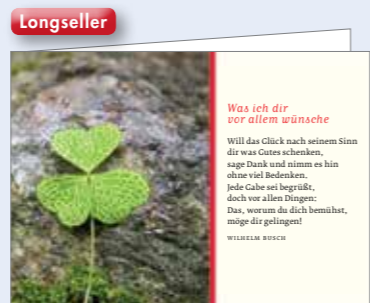 Longseller
Was ich dir
vor allem wünsche
Will das Glück nach seinem Sinn
dir was Gutes schenken,
sage Dank und nimm es hin
ohne viel Bedenken.
Jede Gabe sei begrüßt,
doch vor allen Dingen:
Das, worum du dich bemühst,
möge dir gelingen!
WILHELM BUSCH